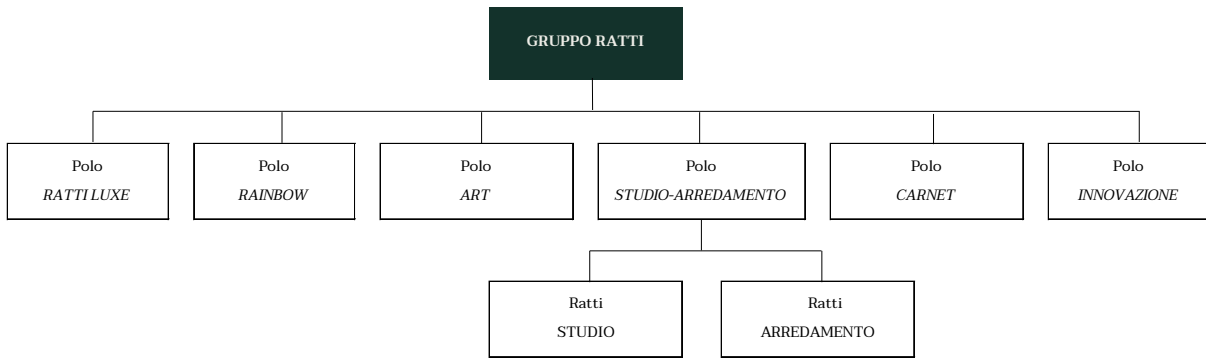 GRUPPO RATTI
Polo
RATTI LUXE
Polo
RAINBOW
Polo
ART
Polo
STUDIO-ARREDAMENTO
Polo
CARNET
Polo
INNOVAZIONE
Ratti
STUDIO
Ratti
ARREDAMENTO